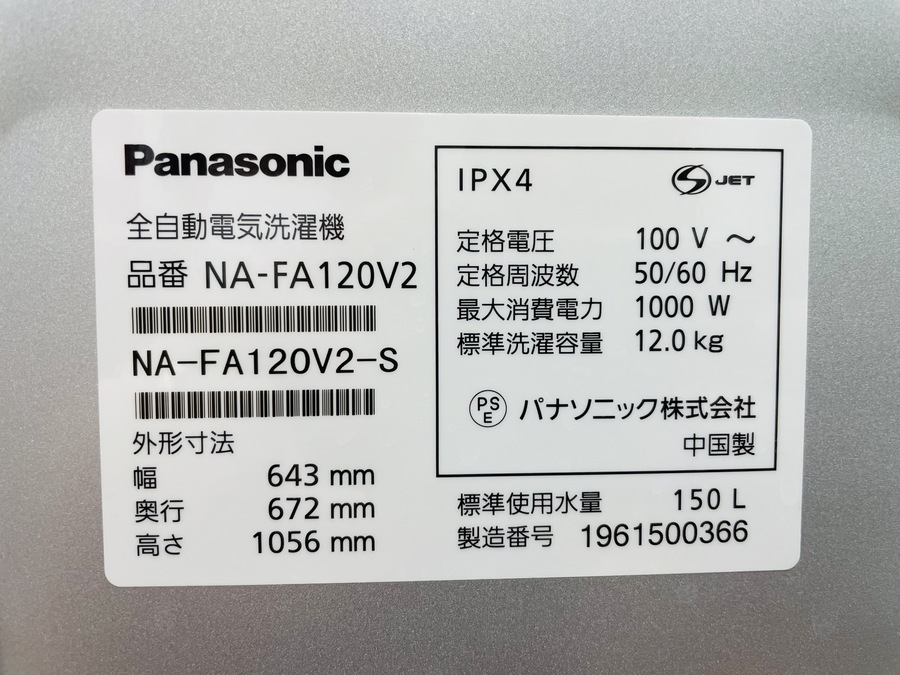 Panasonic
全自動電気洗濯機
品番 NA-FA120V2
NA-FA120V2-S
外形寸法
幅 643 mm
奥行 672 mm
高さ 1056 mm
IPX4
S JET
定格電圧 100 V ～
定格周波数 50/60 Hz
最大消費電力 1000 W
標準洗濯容量 12.0 kg
PS
E
パナソニック株式会社
中国製
標準使用水量 150 L
製造番号 1961500366